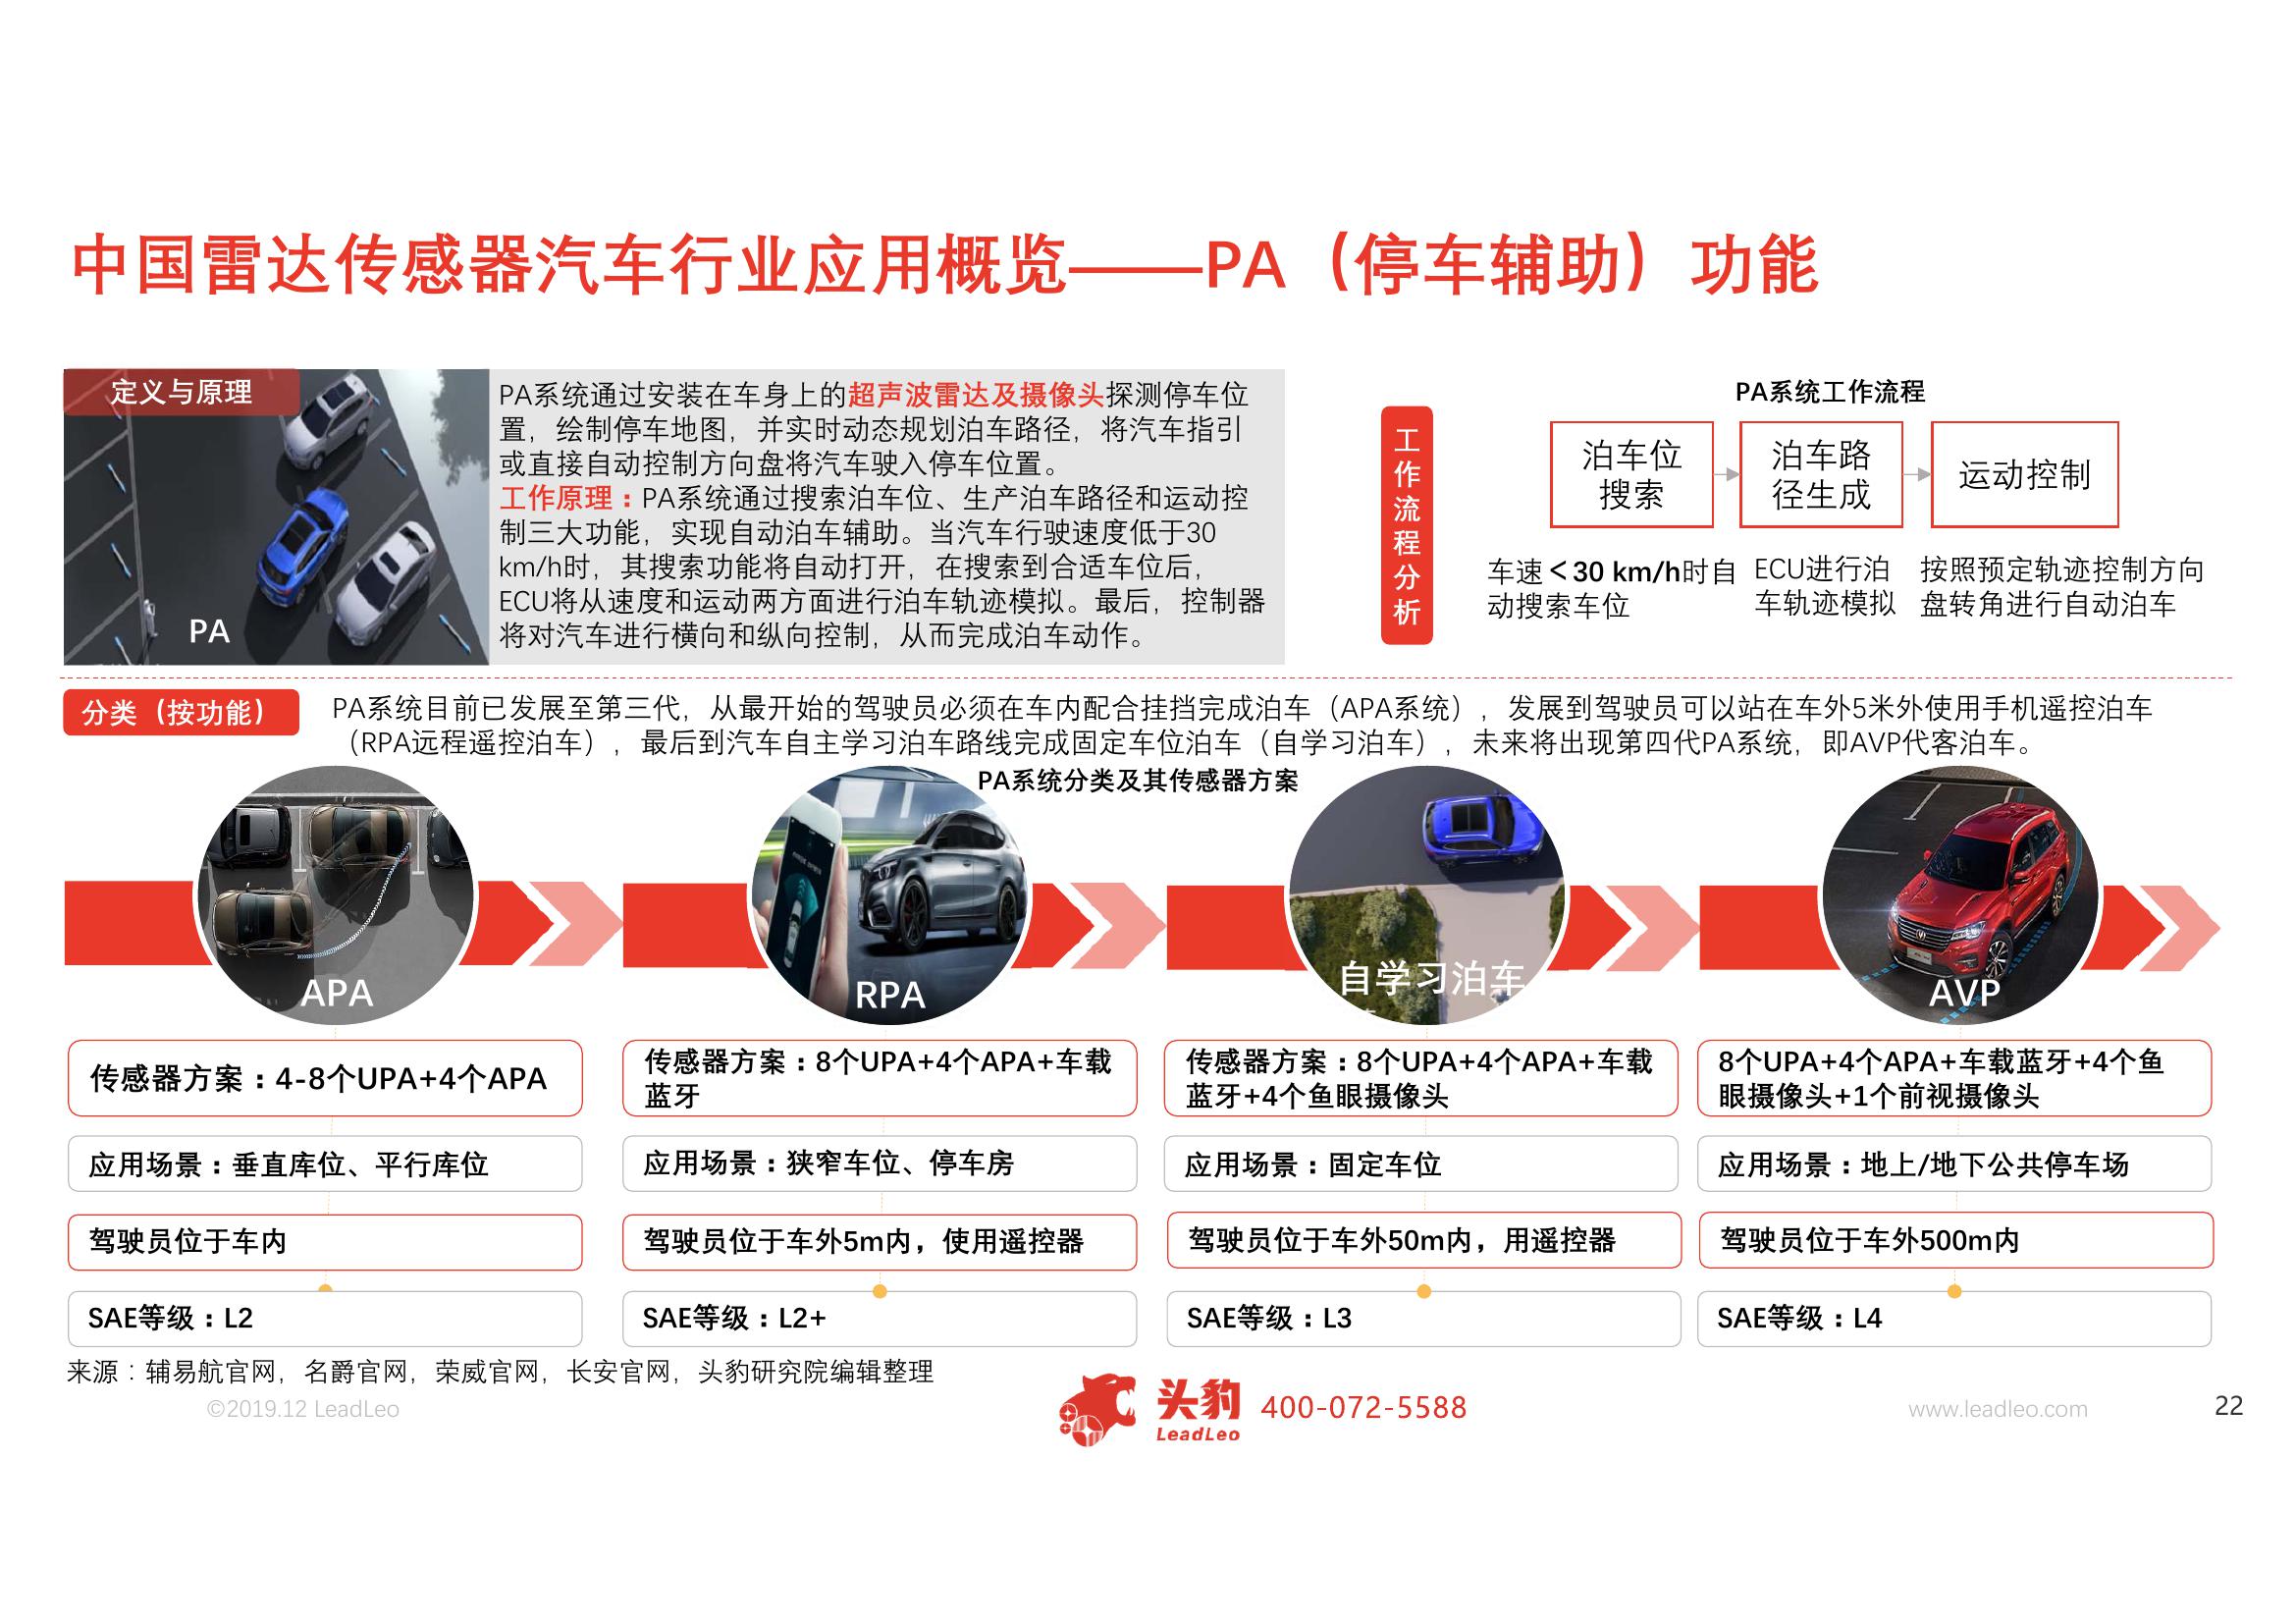 中国雷达传感器汽车行业应用概览——PA（停车辅助）功能
定义与原理
PA
PA系统通过安装在车身上的超声波雷达及摄像头探测停车位
置，绘制停车地图，并实时动态规划泊车路径，将汽车指引
或直接自动控制方向盘将汽车驶入停车位置。
工作原理：PA系统通过搜索泊车位、生产泊车路径和运动控
制三大功能，实现自动泊车辅助。当汽车行驶速度低于30
km/h时，其搜索功能将自动打开，在搜索到合适车位后，
ECU将从速度和运动两方面进行泊车轨迹模拟。最后，控制器
将对汽车进行横向和纵向控制，从而完成泊车动作。
工作流程分析
PA系统工作流程
泊车位
搜索
泊车路
径生成
运动控制
车速＜30 km/h时自
动搜索车位
ECU进行泊
车轨迹模拟
按照预定轨迹控制方向
盘转角进行自动泊车
分类（按功能）
PA系统目前已发展至第三代，从最开始的驾驶员必须在车内配合挂挡完成泊车（APA系统），发展到驾驶员可以站在车外5米外使用手机遥控泊车
（RPA远程遥控泊车），最后到汽车自主学习泊车路线完成固定车位泊车（自学习泊车），未来将出现第四代PA系统，即AVP代客泊车。
PA系统分类及其传感器方案
APA
RPA
自学习泊车
AVP
传感器方案：4-8个UPA+4个APA
传感器方案：8个UPA+4个APA+车载
蓝牙
传感器方案：8个UPA+4个APA+车载
蓝牙+4个鱼眼摄像头
8个UPA+4个APA+车载蓝牙+4个鱼
眼摄像头+1个前视摄像头
应用场景：垂直库位、平行库位
应用场景：狭窄车位、停车房
应用场景：固定车位
应用场景：地上/地下公共停车场
驾驶员位于车内
驾驶员位于车外5m内，使用遥控器
驾驶员位于车外50m内，用遥控器
驾驶员位于车外500m内
SAE等级：L2
SAE等级：L2+
SAE等级：L3
SAE等级：L4
来源：辅易航官网，名爵官网，荣威官网，长安官网，头豹研究院编辑整理
©2019.12 LeadLeo
头豹
LeadLeo
400-072-5588
www.leadleo.com
22